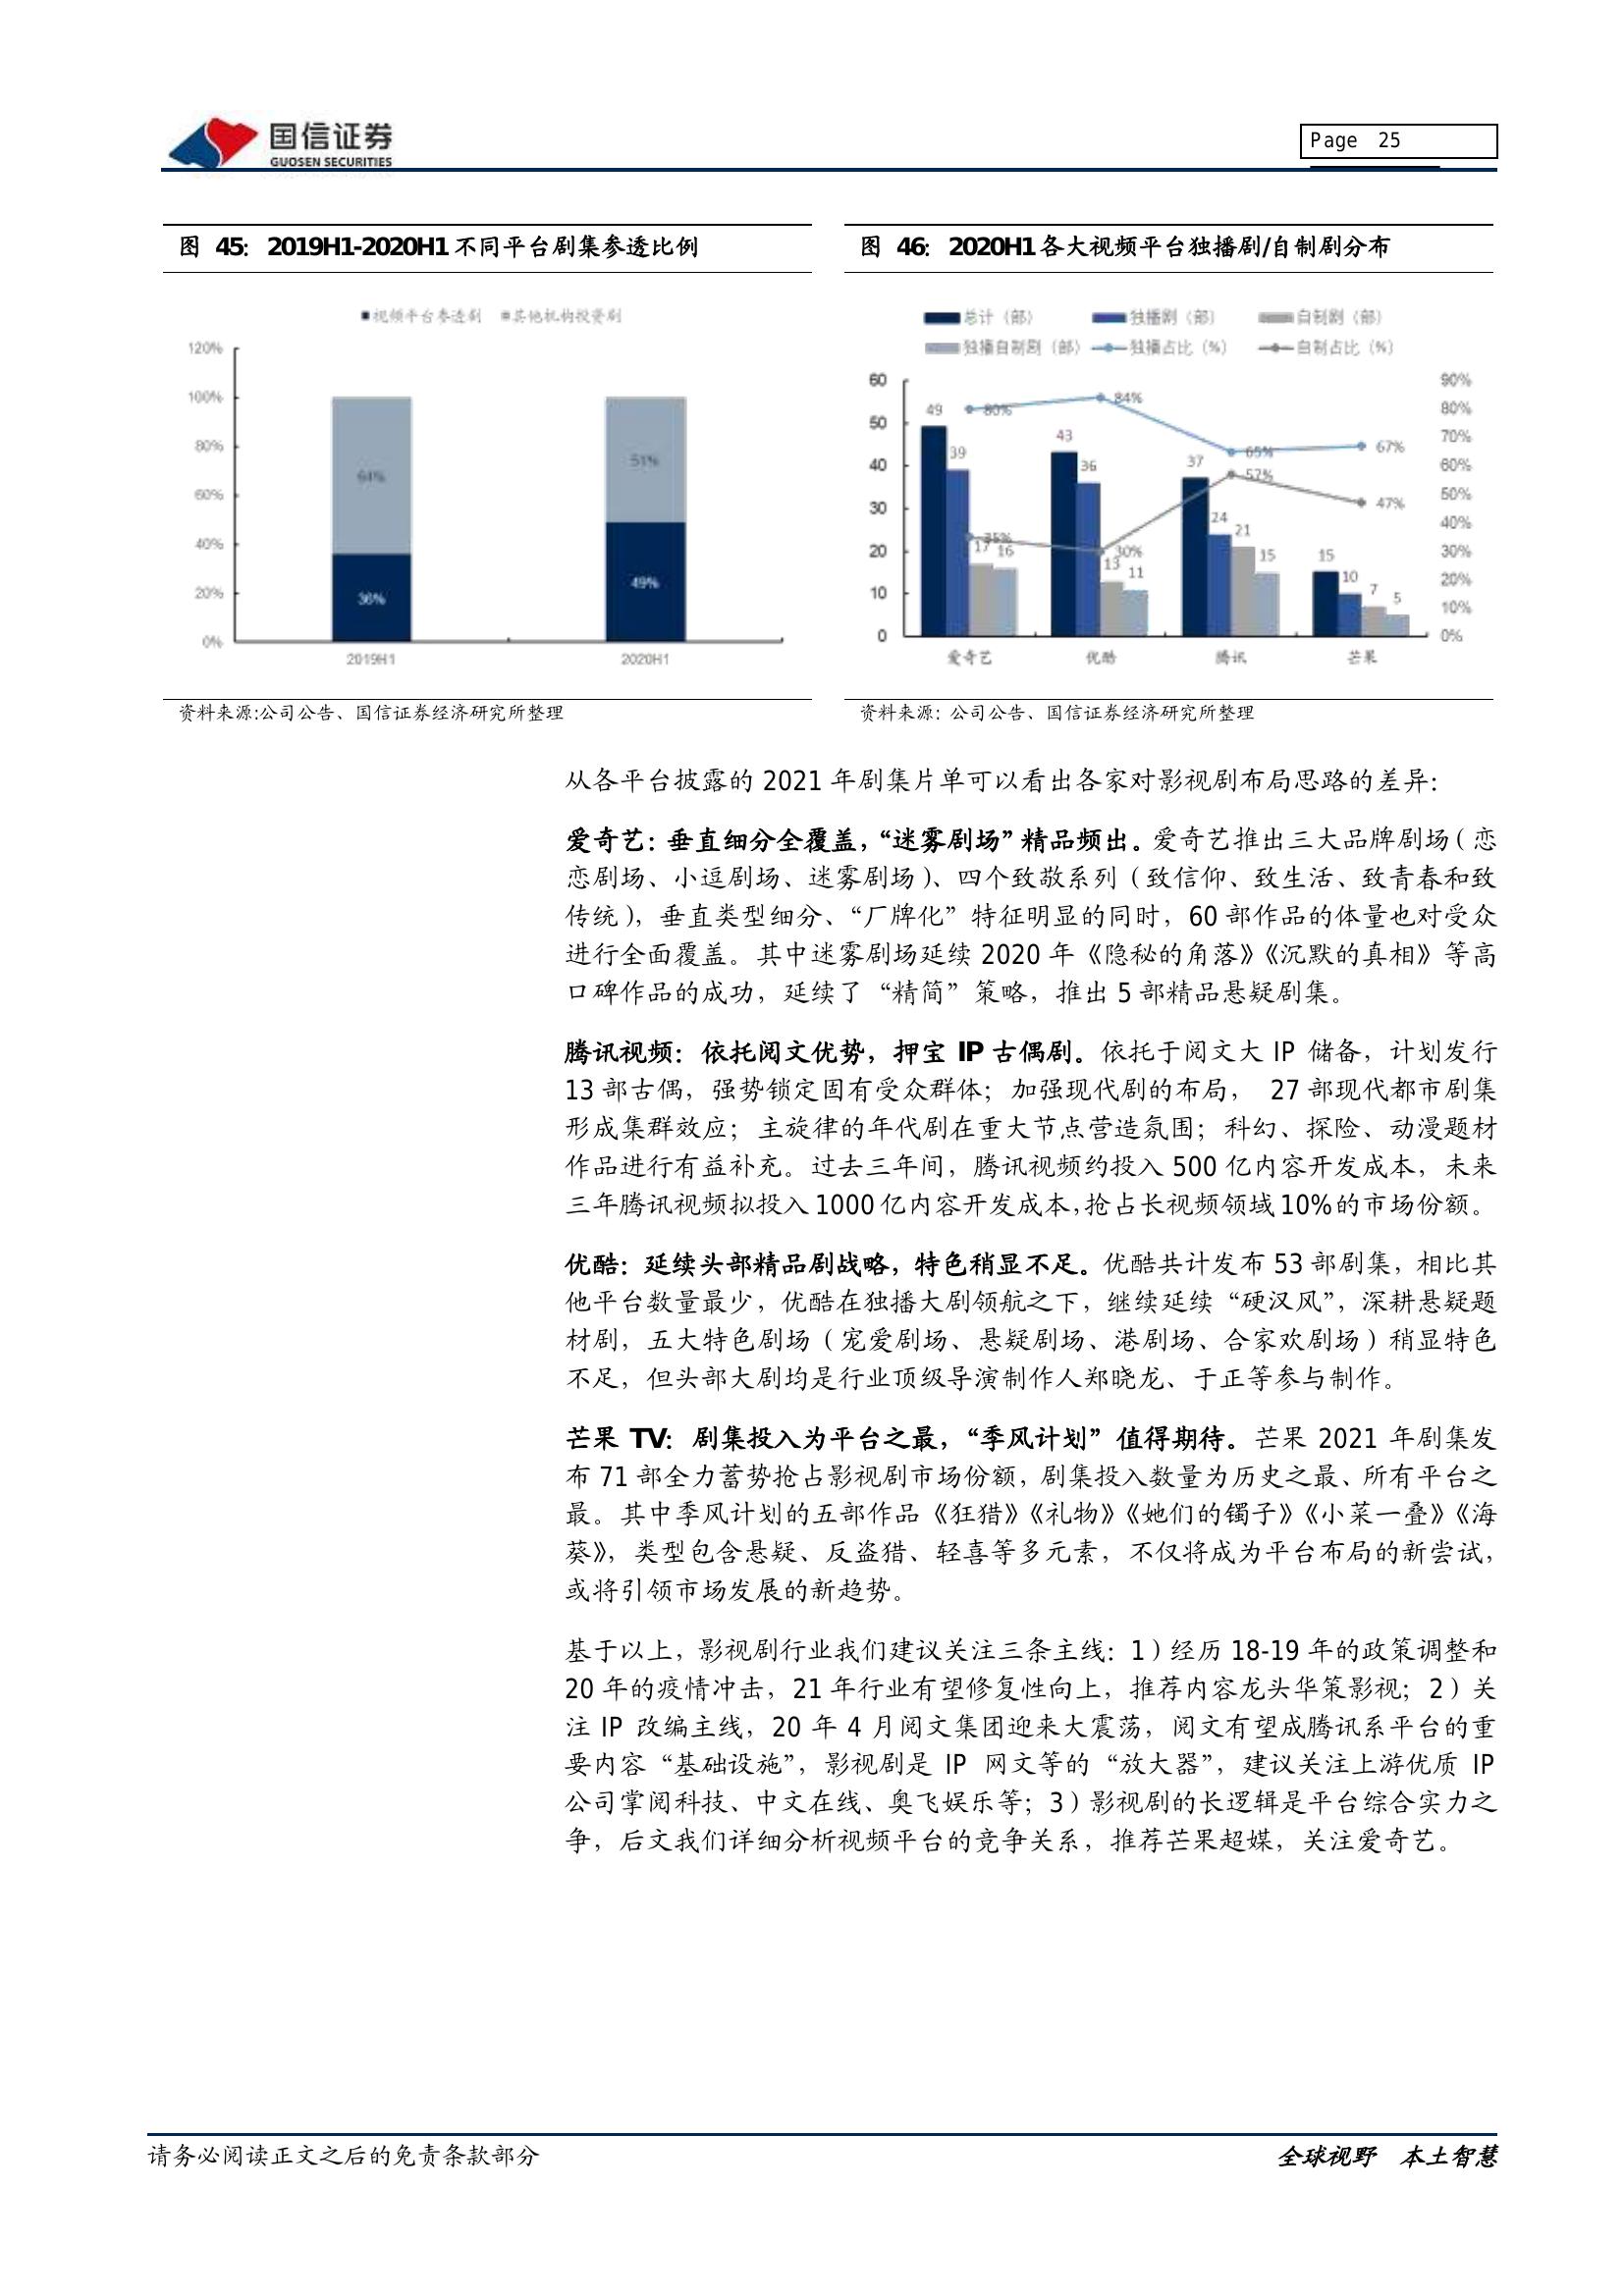 国信证券
GUOSEN SECURITIES
Page 25
图 45: 2019H1-2020H1 不同平台剧集参透比例
视频平台参透剧 其他机构投资剧
120%
100%
80%
60%
40%
20%
0%
64%
36%
51%
49%
2019H1 2020H1
资料来源:公司公告、国信证券经济研究所整理
图 46: 2020H1 各大视频平台独播剧/自制剧分布
总计（部） 独播剧（部） 自制剧（部）
独播自制剧（部） 独播占比（%） 自制占比（%）
60
50
40
30
20
10
0
90%
80%
70%
60%
50%
40%
30%
20%
10%
0%
49 39 17 16
43 36 13 11
37 24 21 15
15 10 7 5
80% 84% 65% 67%
35% 30% 57% 47%
爱奇艺 优酷 腾讯 芒果
资料来源：公司公告、国信证券经济研究所整理
从各平台披露的 2021 年剧集片单可以看出各家对影视剧布局思路的差异：
爱奇艺：垂直细分全覆盖，“迷雾剧场”精品频出。爱奇艺推出三大品牌剧场（恋
恋剧场、小逗剧场、迷雾剧场）、四个致敬系列（致信仰、致生活、致青春和致
传统），垂直类型细分、“厂牌化”特征明显的同时，60 部作品的体量也对受众
进行全面覆盖。其中迷雾剧场延续 2020 年《隐秘的角落》《沉默的真相》等高
口碑作品的成功，延续了“精简”策略，推出 5 部精品悬疑剧集。
腾讯视频：依托阅文优势，押宝 IP 古偶剧。依托于阅文大 IP 储备，计划发行
13 部古偶，强势锁定固有受众群体；加强现代剧的布局， 27 部现代都市剧集
形成集群效应；主旋律的年代剧在重大节点营造氛围；科幻、探险、动漫题材
作品进行有益补充。过去三年间，腾讯视频约投入 500 亿内容开发成本，未来
三年腾讯视频拟投入 1000 亿内容开发成本，抢占长视频领域 10%的市场份额。
优酷：延续头部精品剧战略，特色稍显不足。优酷共计发布 53 部剧集，相比其
他平台数量最少，优酷在独播大剧领航之下，继续延续“硬汉风”，深耕悬疑题
材剧，五大特色剧场（宠爱剧场、悬疑剧场、港剧场、合家欢剧场）稍显特色
不足，但头部大剧均是行业顶级导演制作人郑晓龙、于正等参与制作。
芒果 TV：剧集投入为平台之最，“季风计划”值得期待。芒果 2021 年剧集发
布 71 部全力蓄势抢占影视剧市场份额，剧集投入数量为历史之最、所有平台之
最。其中季风计划的五部作品《狂猎》《礼物》《她们的镯子》《小菜一叠》《海
葵》，类型包含悬疑、反盗猎、轻喜等多元素，不仅将成为平台布局的新尝试，
或将引领市场发展的新趋势。
基于以上，影视剧行业我们建议关注三条主线：1）经历 18-19 年的政策调整和
20 年的疫情冲击，21 年行业有望修复性向上，推荐内容龙头华策影视；2）关
注 IP 改编主线，20 年 4 月阅文集团迎来大震荡，阅文有望成腾讯系平台的重
要内容“基础设施”，影视剧是 IP 网文等的“放大器”，建议关注上游优质 IP
公司掌阅科技、中文在线、奥飞娱乐等；3）影视剧的长逻辑是平台综合实力之
争，后文我们详细分析视频平台的竞争关系，推荐芒果超媒，关注爱奇艺。
请务必阅读正文之后的免责条款部分
全球视野 本土智慧